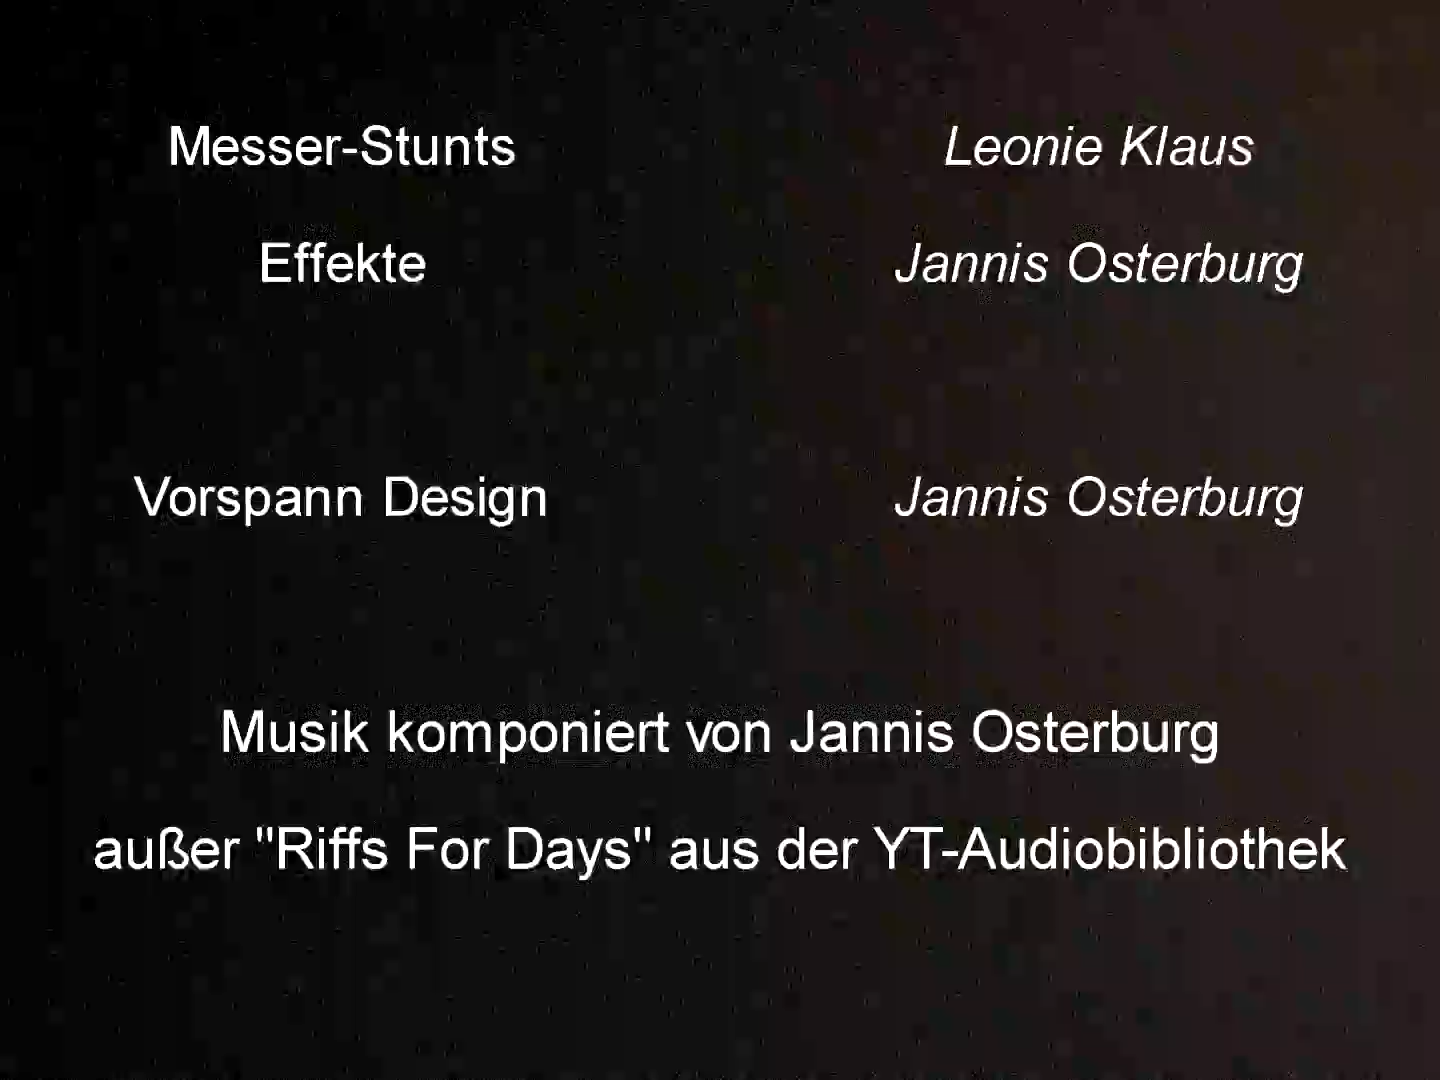 Messer-Stunts Leonie Klaus
Effekte Jannis Osterburg
Vorspann Design Jannis Osterburg
Musik komponiert von Jannis Osterburg
außer "Riffs For Days" aus der YT-Audiobibliothek